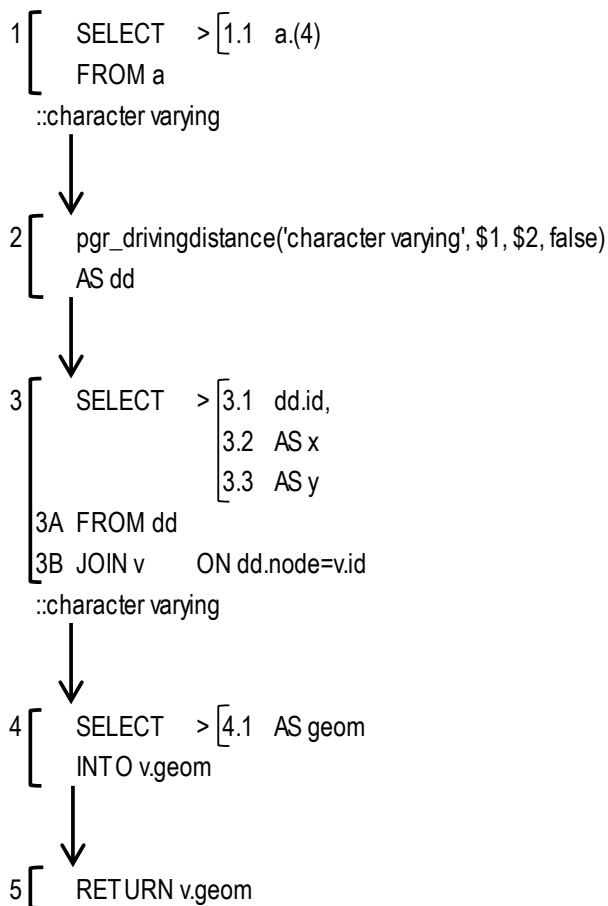 1 SELECT > 1.1 a.(4)
FROM a
::character varying
2 pgr_drivingdistance('character varying', $1, $2, false)
AS dd
3 SELECT > 3.1 dd.id,
3.2 AS x
3.3 AS y
3A FROM dd
3B JOIN v ON dd.node=v.id
::character varying
4 SELECT > 4.1 AS geom
INTO v.geom
5 RETURN v.geom